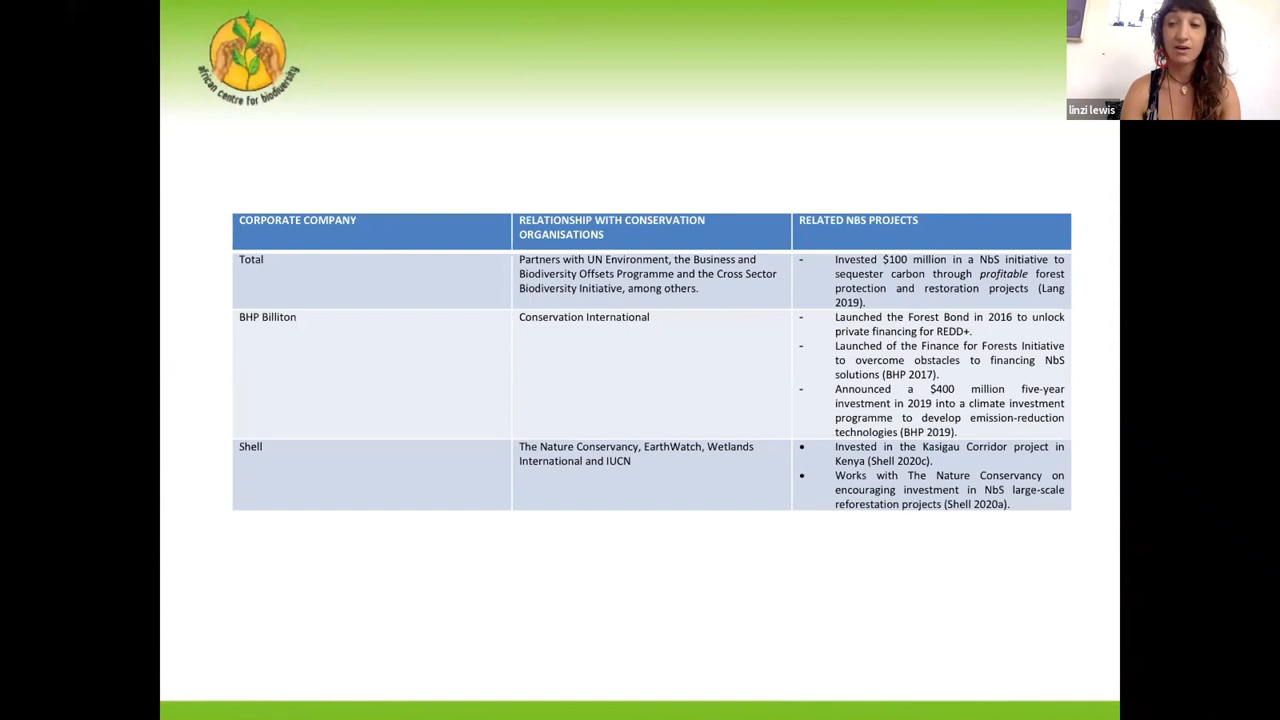 african centre for biodiversity
linzi lewis
CORPORATE COMPANY
RELATIONSHIP WITH CONSERVATION
ORGANISATIONS
RELATED NBS PROJECTS
Total
Partners with UN Environment, the Business and
Biodiversity Offsets Programme and the Cross Sector
Biodiversity Initiative, among others.
- Invested $100 million in a NbS initiative to
sequester carbon through profitable forest
protection and restoration projects (Lang
2019).
BHP Billiton
Conservation International
- Launched the Forest Bond in 2016 to unlock
private financing for REDD+.
- Launched of the Finance for Forests Initiative
to overcome obstacles to financing NbS
solutions (BHP 2017).
- Announced a $400 million five-year
investment in 2019 into a climate investment
programme to develop emission-reduction
technologies (BHP 2019).
Shell
The Nature Conservancy, EarthWatch, Wetlands
International and IUCN
• Invested in the Kasigau Corridor project in
Kenya (Shell 2020c).
• Works with The Nature Conservancy on
encouraging investment in NbS large-scale
reforestation projects (Shell 2020a).